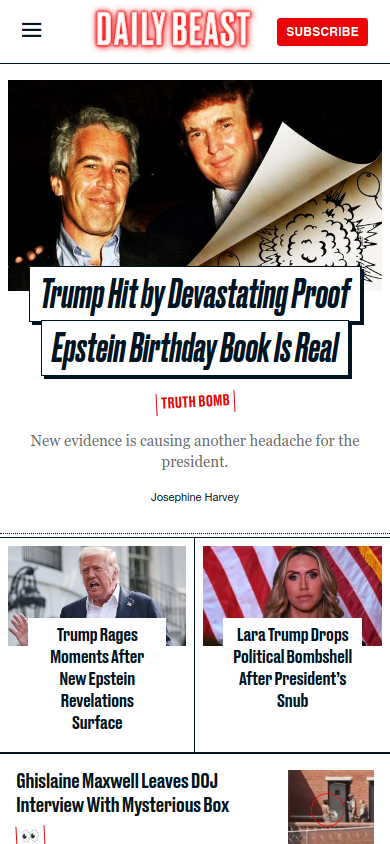 DAILY BEAST
SUBSCRIBE
Trump Hit by Devastating Proof
Epstein Birthday Book Is Real
TRUTH BOMB
New evidence is causing another headache for the
president.
Josephine Harvey
Trump Rages
Moments After
New Epstein
Revelations
Surface
Lara Trump Drops
Political Bombshell
After President's
Snub
Ghislaine Maxwell Leaves DOJ
Interview With Mysterious Box
👀